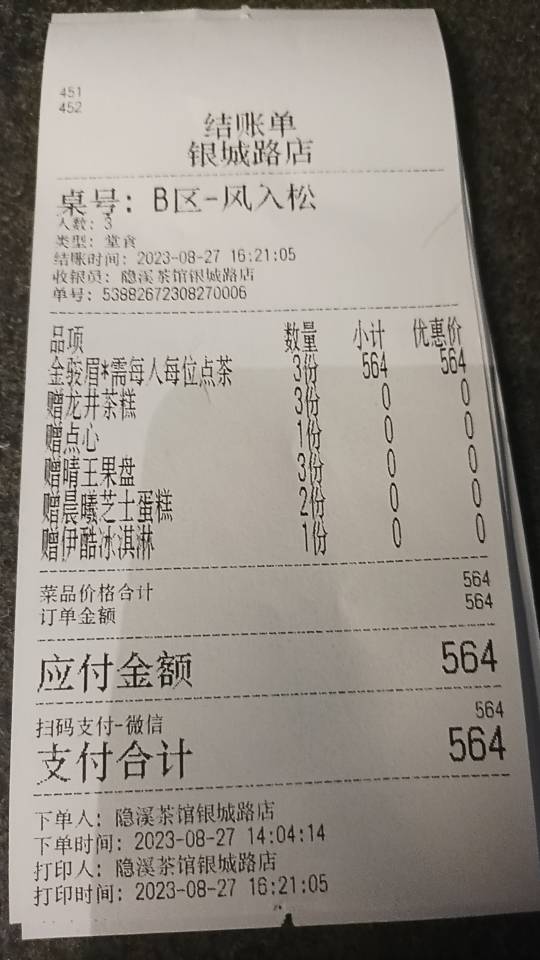 451
452
结账单
银城路店
桌号: B区-风入松
人数: 3
类型: 堂食
结账时间: 2023-08-27 16:21:05
收银员: 隐溪茶馆银城路店
单号: 53882672308270006
品项 数量 小计 优惠价
金骏眉*需每人每位点茶 3份 564 564
赠龙井茶糕 3份 0 0
赠点心 1份 0 0
赠晴王果盘 3份 0 0
赠晨曦芝士蛋糕 2份 0 0
赠伊酷冰淇淋 1份 0 0
菜品价格合计 564
订单金额 564
应付金额 564
扫码支付-微信 564
支付合计 564
下单人: 隐溪茶馆银城路店
下单时间: 2023-08-27 14:04:14
打印人: 隐溪茶馆银城路店
打印时间: 2023-08-27 16:21:05